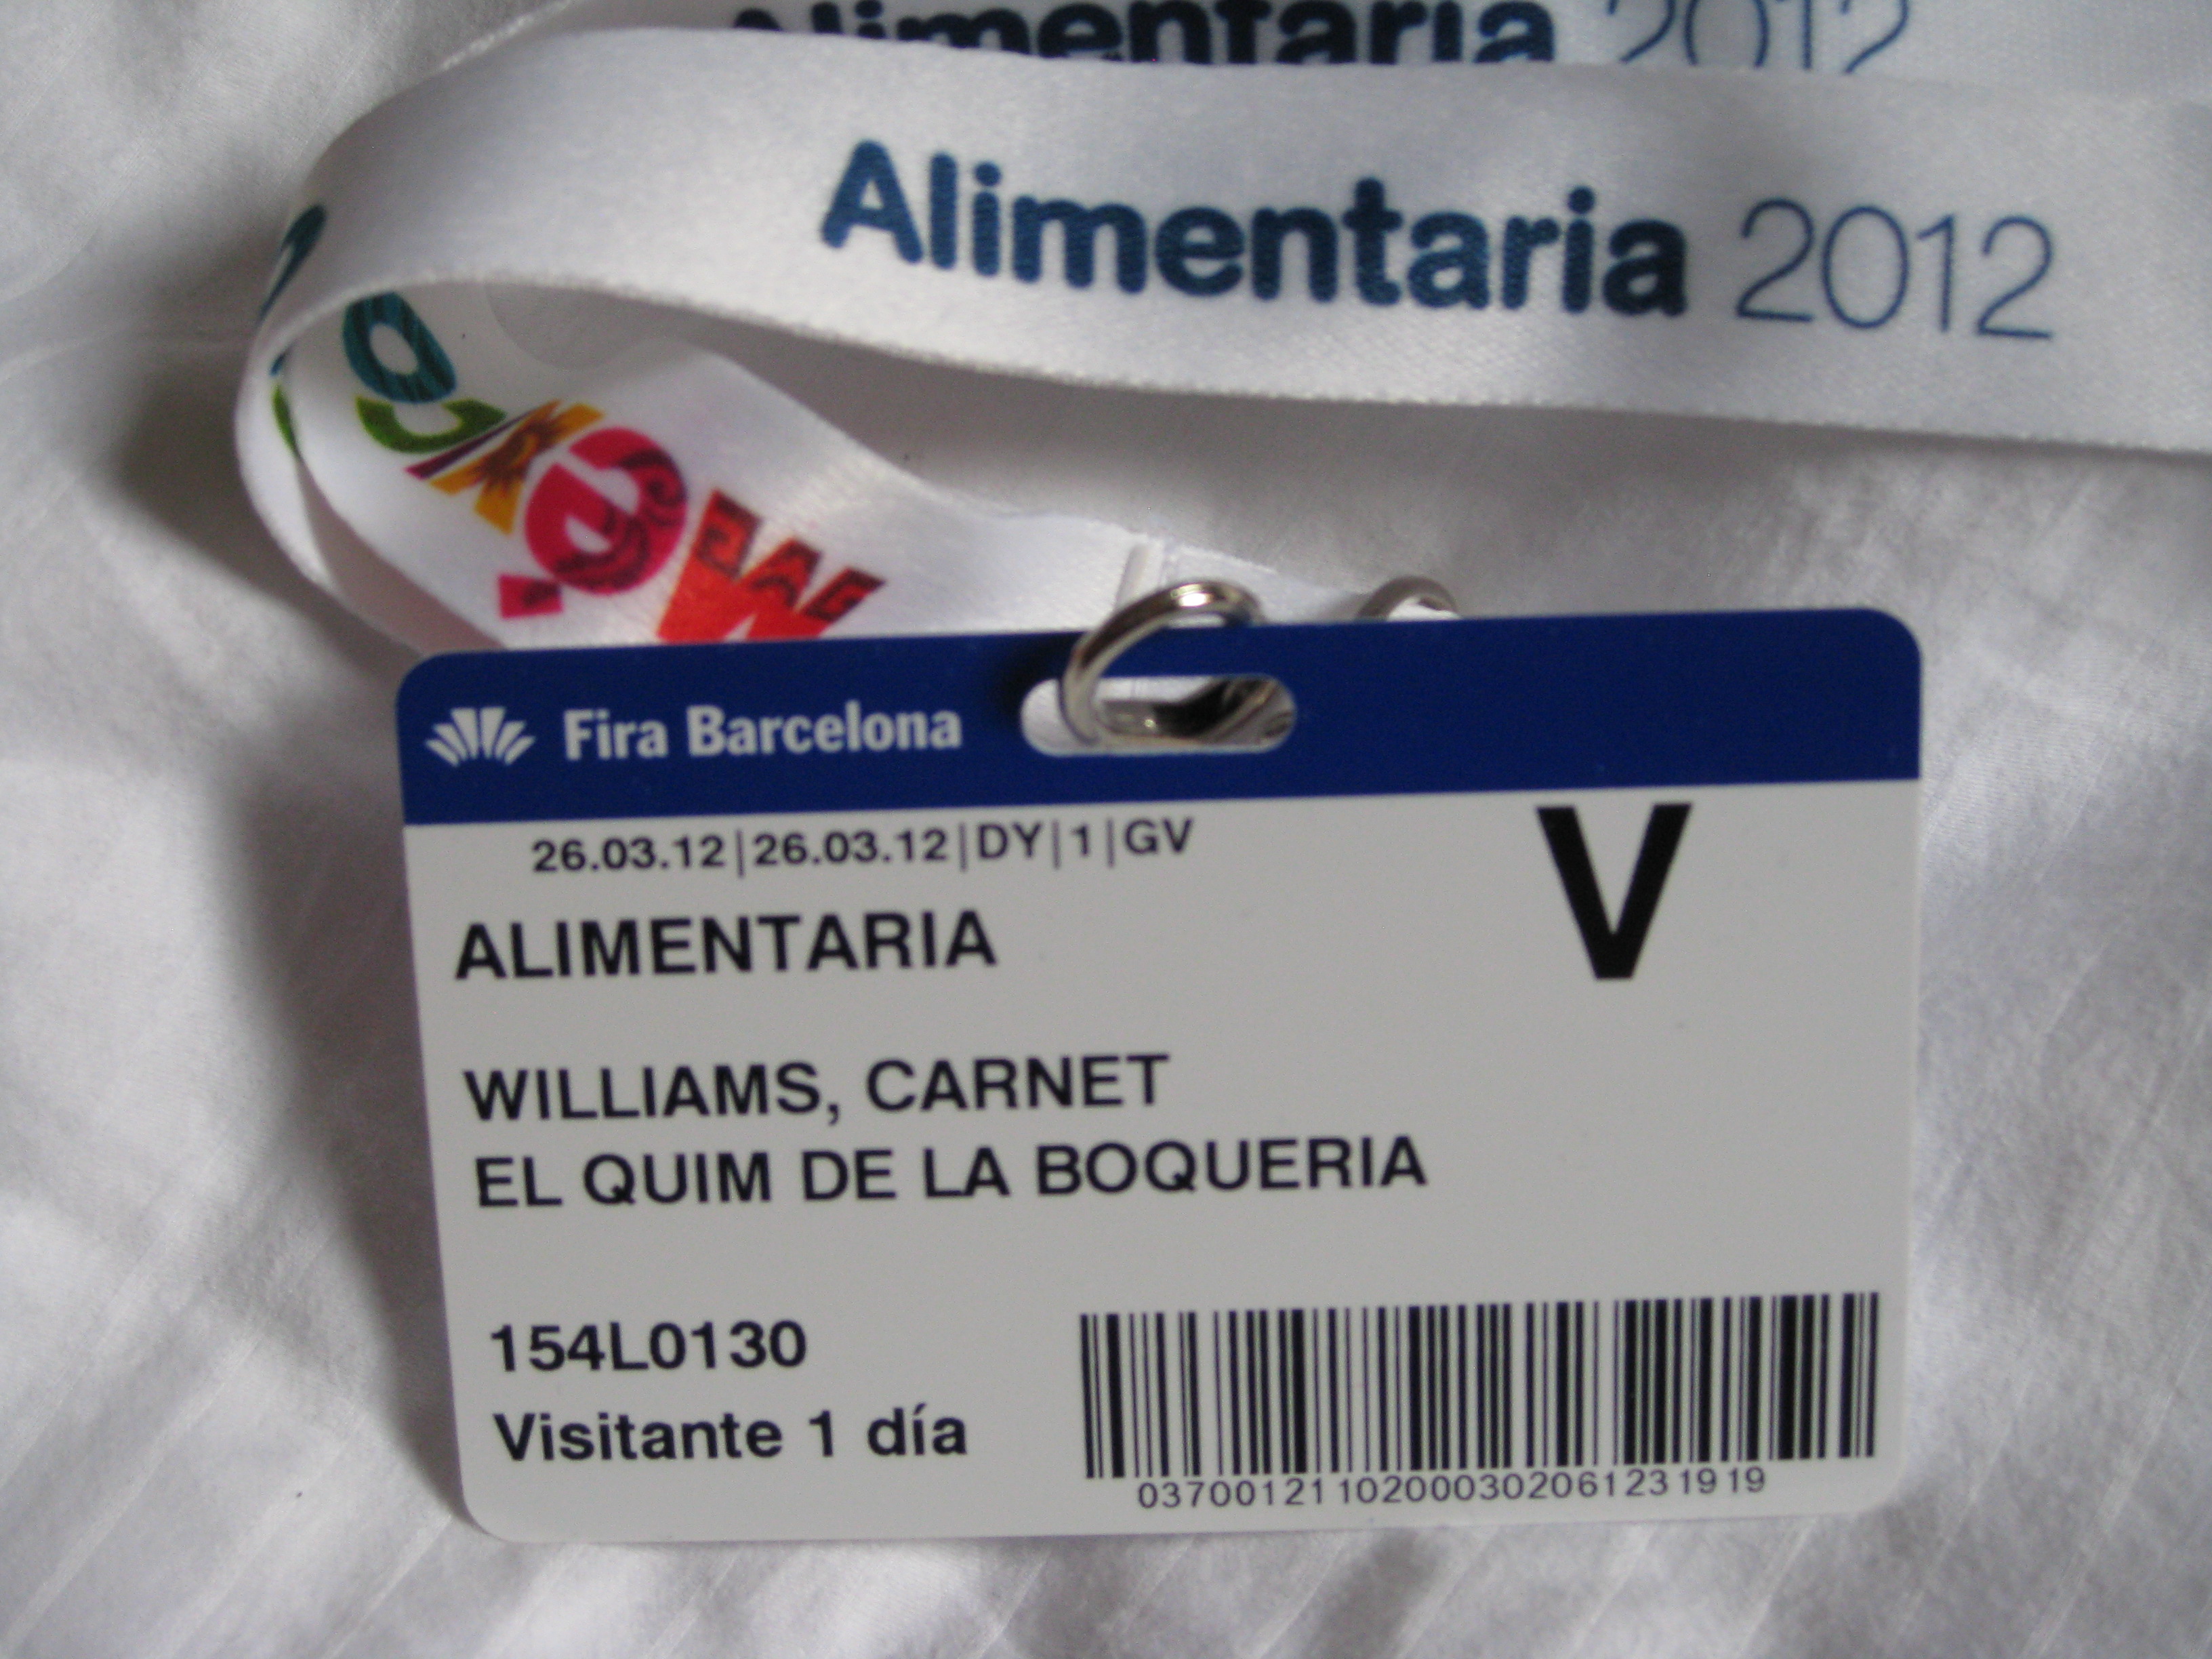 Alimentaria 2012
Alimentaria 2012
Fira Barcelona
26.03.12|26.03.12|DY|1|GV
V
ALIMENTARIA
WILLIAMS, CARNET
EL QUIM DE LA BOQUERIA
154L0130
Visitante 1 día
03700121102000302061231919